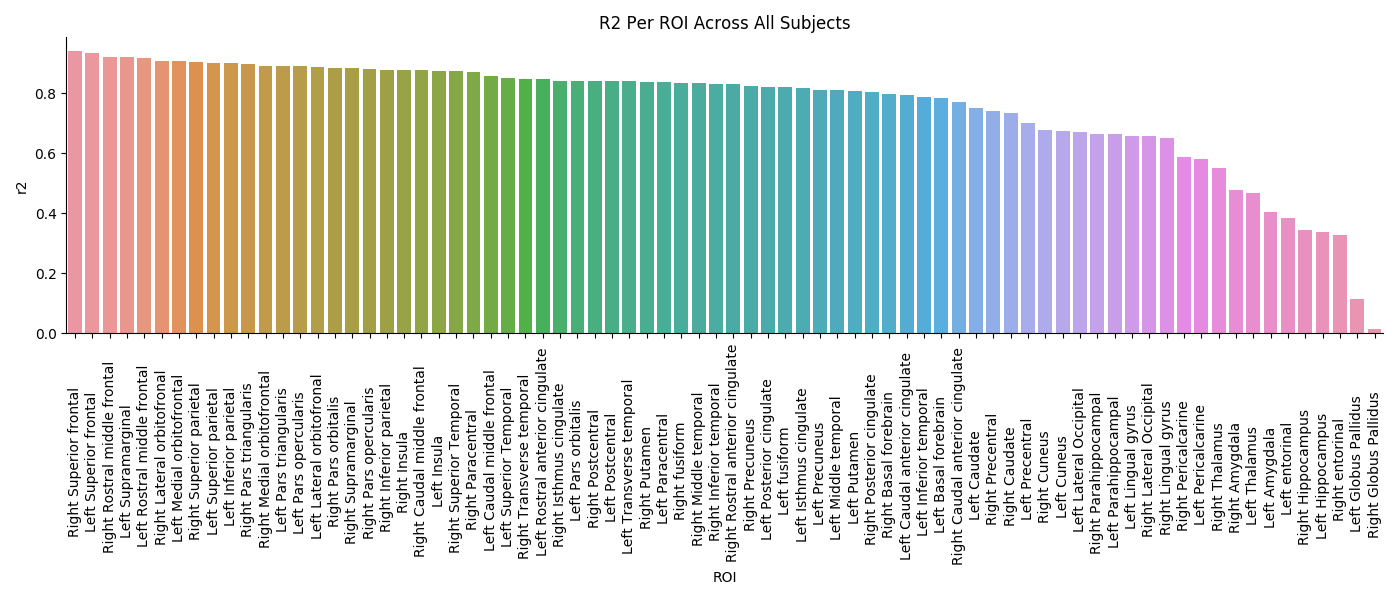 R2 Per ROI Across All Subjects
r2
0.8
0.6
0.4
0.2
0.0
Right Superior frontal
Left Superior frontal
Right Rostral middle frontal
Left Supramarginal
Left Rostral middle frontal
Right Lateral orbitofronal
Left Medial orbitofrontal
Right Superior parietal
Left Superior parietal
Left Inferior parietal
Right Pars triangularis
Right Medial orbitofrontal
Left Pars triangularis
Left Pars opercularis
Left Lateral orbitofronal
Right Pars orbitalis
Right Supramarginal
Right Pars opercularis
Right Inferior parietal
Right Insula
Right Caudal middle frontal
Left Insula
Right Superior Temporal
Right Paracentral
Left Caudal middle frontal
Left Superior Temporal
Right Transverse temporal
Left Rostral anterior cingulate
Right Isthmus cingulate
Left Pars orbitalis
Right Postcentral
Left Postcentral
Left Transverse temporal
Right Putamen
Left Paracentral
Right fusiform
Right Middle temporal
Right Inferior temporal
Right Rostral anterior cingulate
Right Precuneus
Left Posterior cingulate
Left fusiform
Left Isthmus cingulate
Left Precuneus
Left Middle temporal
Left Putamen
Right Posterior cingulate
Right Basal forebrain
Left Caudal anterior cingulate
Left Inferior temporal
Left Basal forebrain
Right Caudal anterior cingulate
Left Caudate
Right Precentral
Right Caudate
Left Precentral
Right Cuneus
Left Cuneus
Left Lateral Occipital
Right Parahippocampal
Left Parahippocampal
Left Lingual gyrus
Right Lateral Occipital
Right Lingual gyrus
Right Pericalcarine
Left Pericalcarine
Right Thalamus
Right Amygdala
Left Thalamus
Left Amygdala
Left entorinal
Right Hippocampus
Left Hippocampus
Right entorinal
Left Globus Pallidus
Right Globus Pallidus
ROI